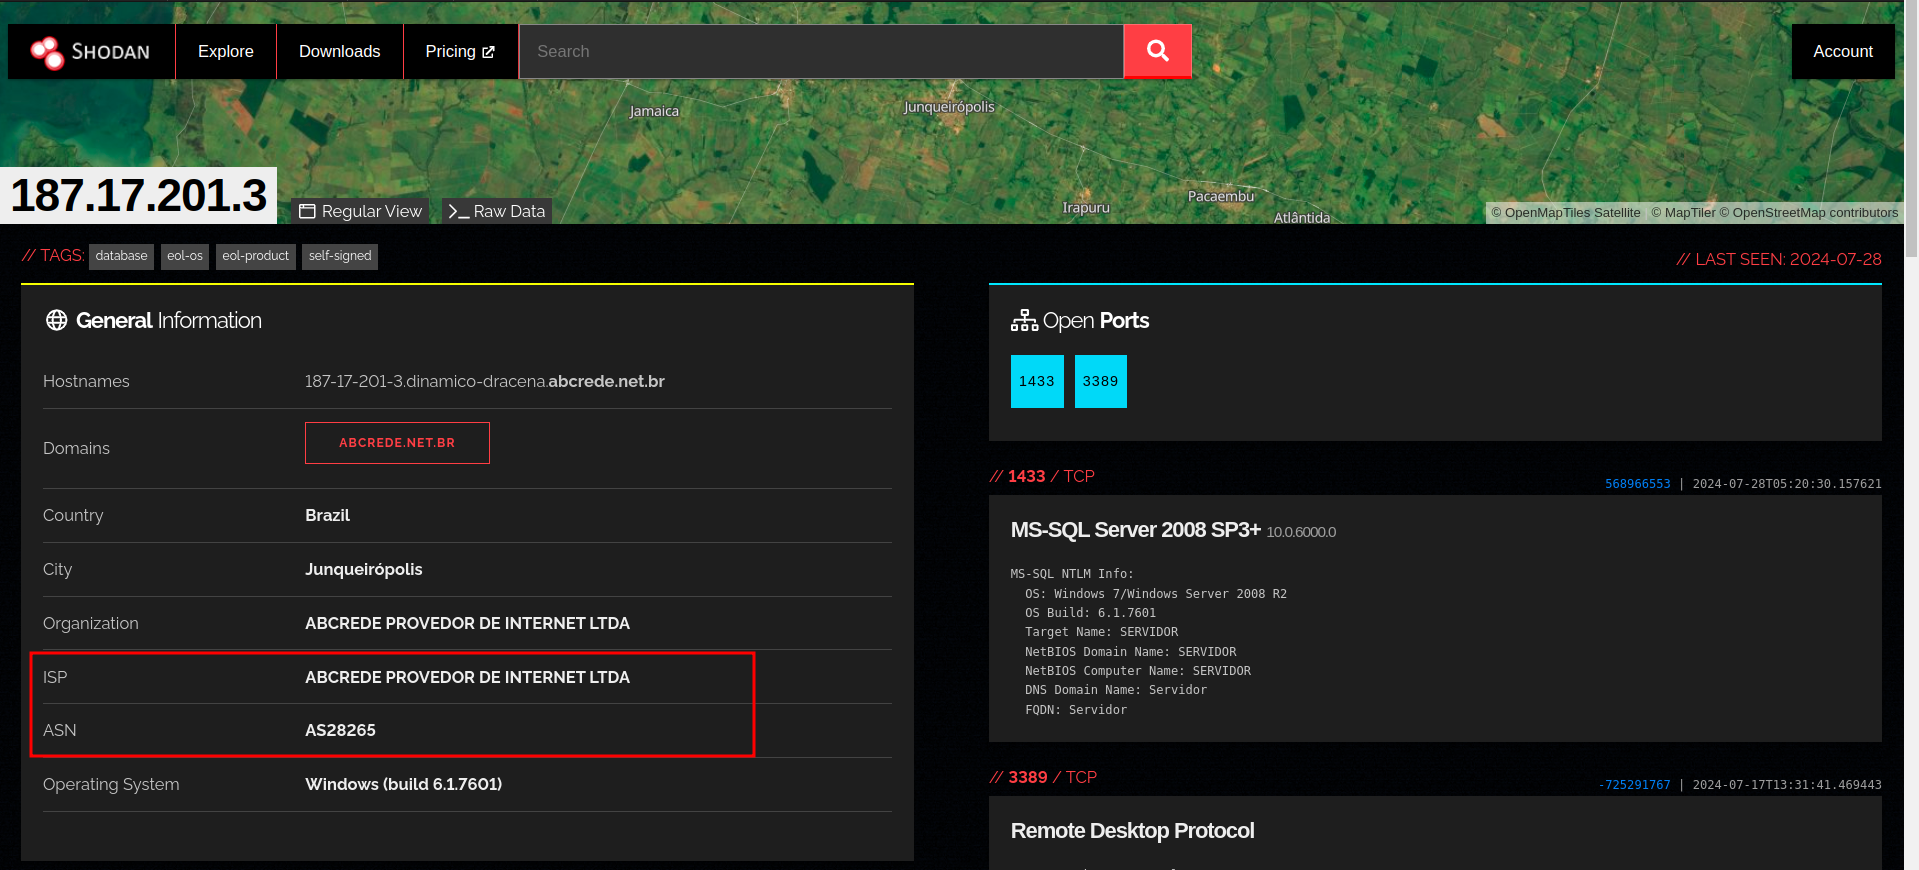 SHODAN
Explore
Downloads
Pricing
Search
Account
Jamaica
Junqueirópolis
Pacaembu
Irapuru
Atlântida
187.17.201.3
Regular View
Raw Data
© OpenMapTiles Satellite © MapTiler © OpenStreetMap contributors
// TAGS: database eol-os eol-product self-signed
// LAST SEEN: 2024-07-28
General Information
Hostnames 187-17-201-3.dinamico-dracena.abcrede.net.br
Domains ABCREDE.NET.BR
Country Brazil
City Junqueirópolis
Organization ABCREDE PROVEDOR DE INTERNET LTDA
ISP ABCREDE PROVEDOR DE INTERNET LTDA
ASN AS28265
Operating System Windows (build 6.1.7601)
Open Ports
1433 3389
// 1433 / TCP
568966553 | 2024-07-28T05:20:30.157621
MS-SQL Server 2008 SP3+ 10.0.6000.0
MS-SQL NTLM Info:
OS: Windows 7/Windows Server 2008 R2
OS Build: 6.1.7601
Target Name: SERVIDOR
NetBIOS Domain Name: SERVIDOR
NetBIOS Computer Name: SERVIDOR
DNS Domain Name: Servidor
FQDN: Servidor
// 3389 / TCP
-725291767 | 2024-07-17T13:31:41.469443
Remote Desktop Protocol